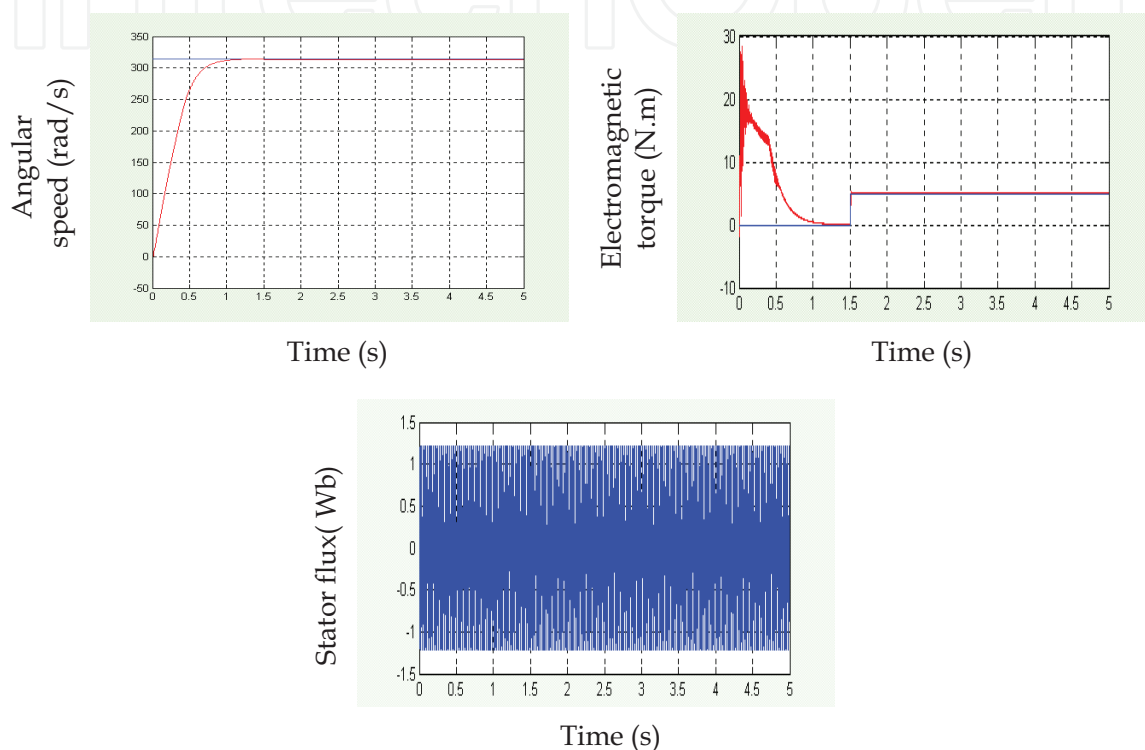 Angular
speed (rad/s)
350
300
250
200
150
100
50
0
-50
0 0.5 1 1.5 2 2.5 3 3.5 4 4.5 5
Time (s)
Electromagnetic
torque (N.m)
30
20
10
0
-10
0 0.5 1 1.5 2 2.5 3 3.5 4 4.5 5
Time (s)
Stator flux( Wb)
1.5
1
0.5
0
-0.5
-1
-1.5
0 0.5 1 1.5 2 2.5 3 3.5 4 4.5 5
Time (s)